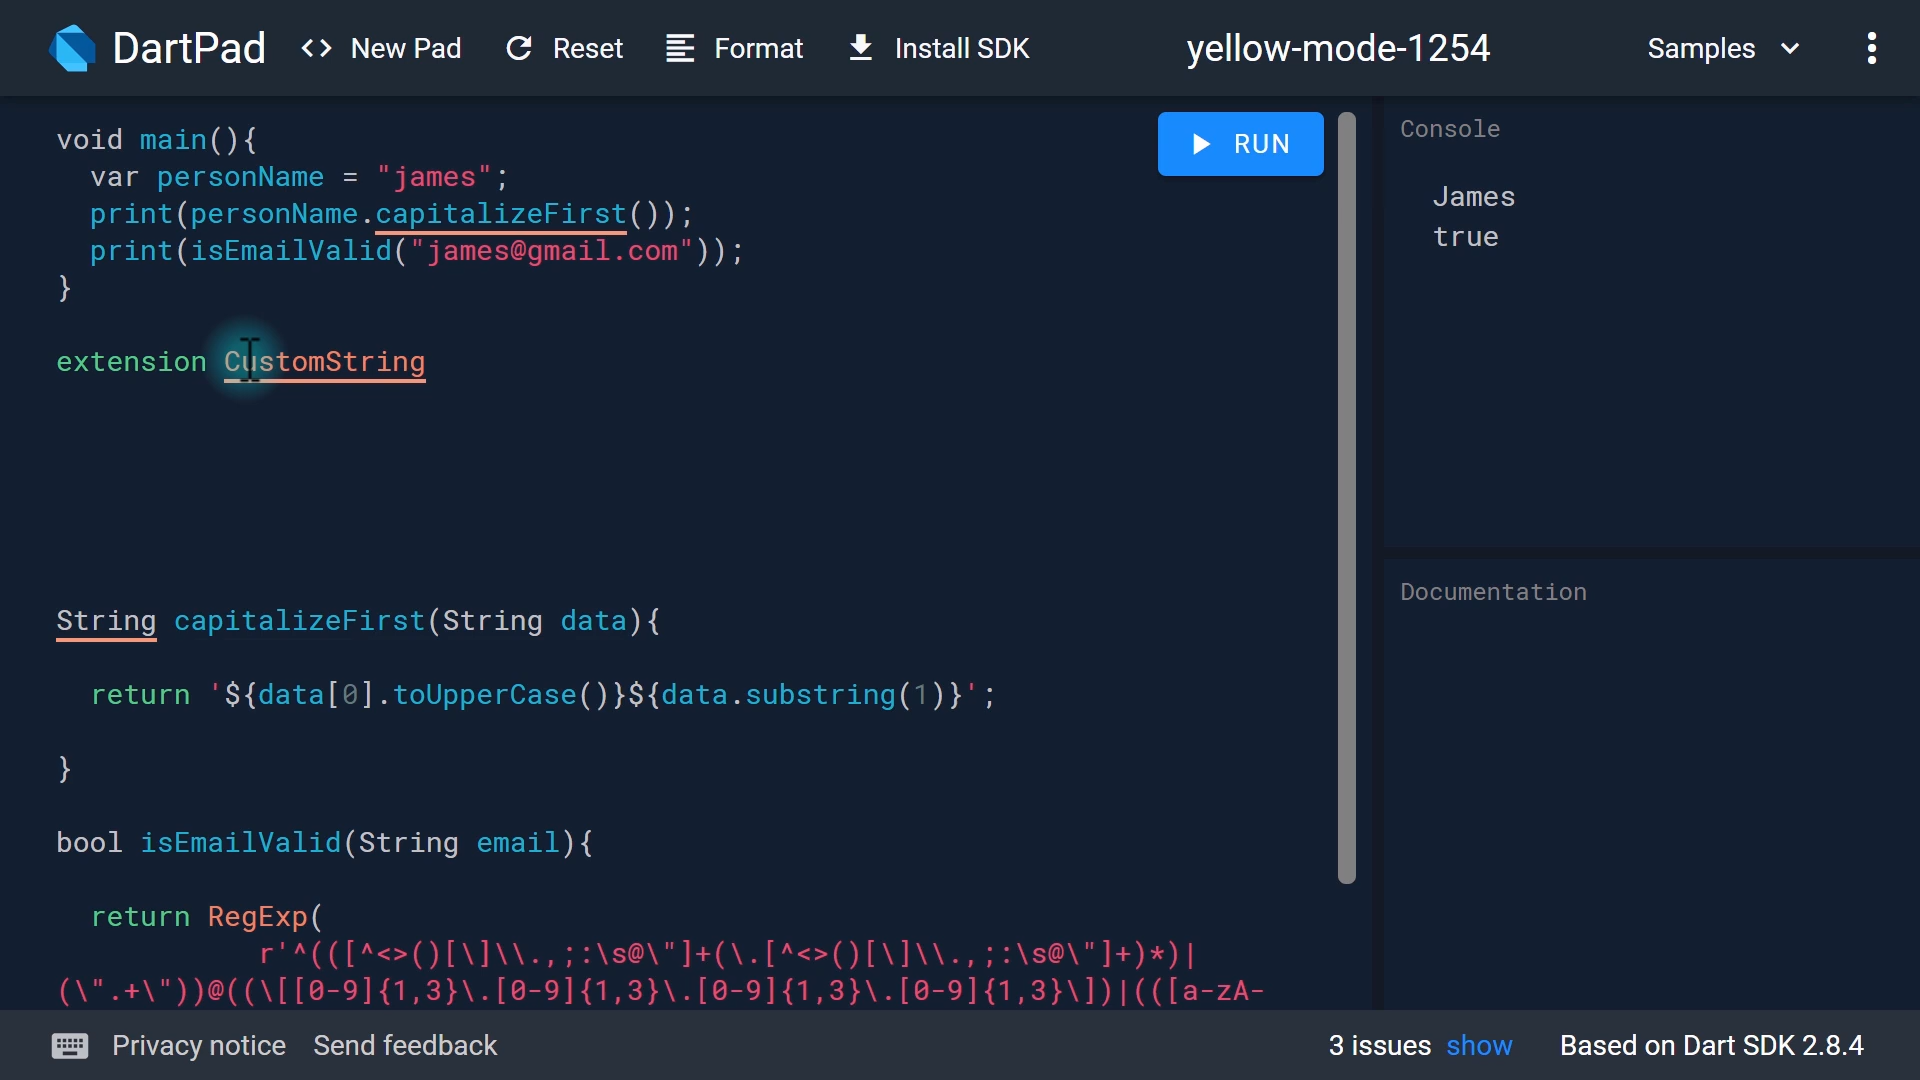 DartPad <> New Pad Reset Format Install SDK yellow-mode-1254 Samples
void main(){
  var personName = "james";
  print(personName.capitalizeFirst());
  print(isEmailValid("james@gmail.com"));
}
RUN
extension CustomString
String capitalizeFirst(String data){
  return '${data[0].toUpperCase()}${data.substring(1)}';
}
bool isEmailValid(String email){
  return RegExp(
            r'^(([^<>()[\]\\.,;:\s@\"]+(\.[^<>()[\]\\.,;:\s@\"]+)*)|
(\".+\"))@((\[[0-9]{1,3}\.[0-9]{1,3}\.[0-9]{1,3}\.[0-9]{1,3}\])|(([a-zA-
Console
James
true
Documentation
Privacy notice Send feedback 3 issues show Based on Dart SDK 2.8.4